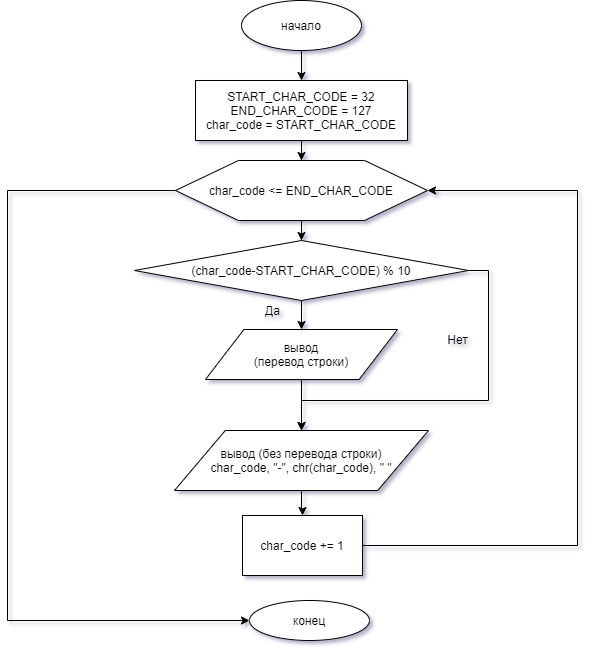 начало
START_CHAR_CODE = 32
END_CHAR_CODE = 127
char_code = START_CHAR_CODE
char_code <= END_CHAR_CODE
(char_code-START_CHAR_CODE) % 10
Да
Нет
вывод
(перевод строки)
вывод (без перевода строки)
char_code, "-", chr(char_code), " "
char_code += 1
конец